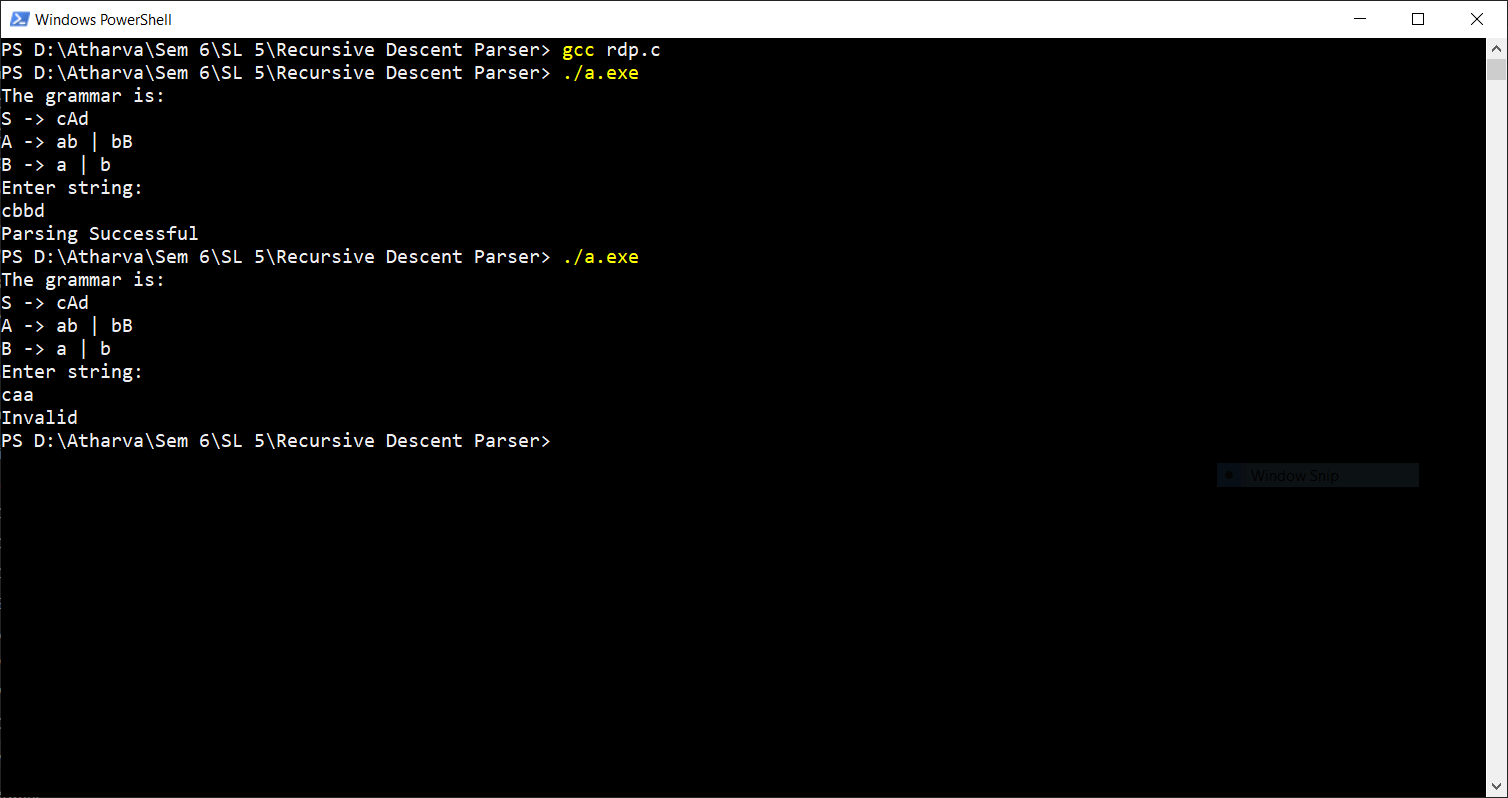 Windows PowerShell
PS D:\Atharva\Sem 6\SL 5\Recursive Descent Parser> gcc rdp.c
PS D:\Atharva\Sem 6\SL 5\Recursive Descent Parser> ./a.exe
The grammar is:
S -> cAd
A -> ab | bB
B -> a | b
Enter string:
cbbd
Parsing Successful
PS D:\Atharva\Sem 6\SL 5\Recursive Descent Parser> ./a.exe
The grammar is:
S -> cAd
A -> ab | bB
B -> a | b
Enter string:
caa
Invalid
PS D:\Atharva\Sem 6\SL 5\Recursive Descent Parser>
Window Snip